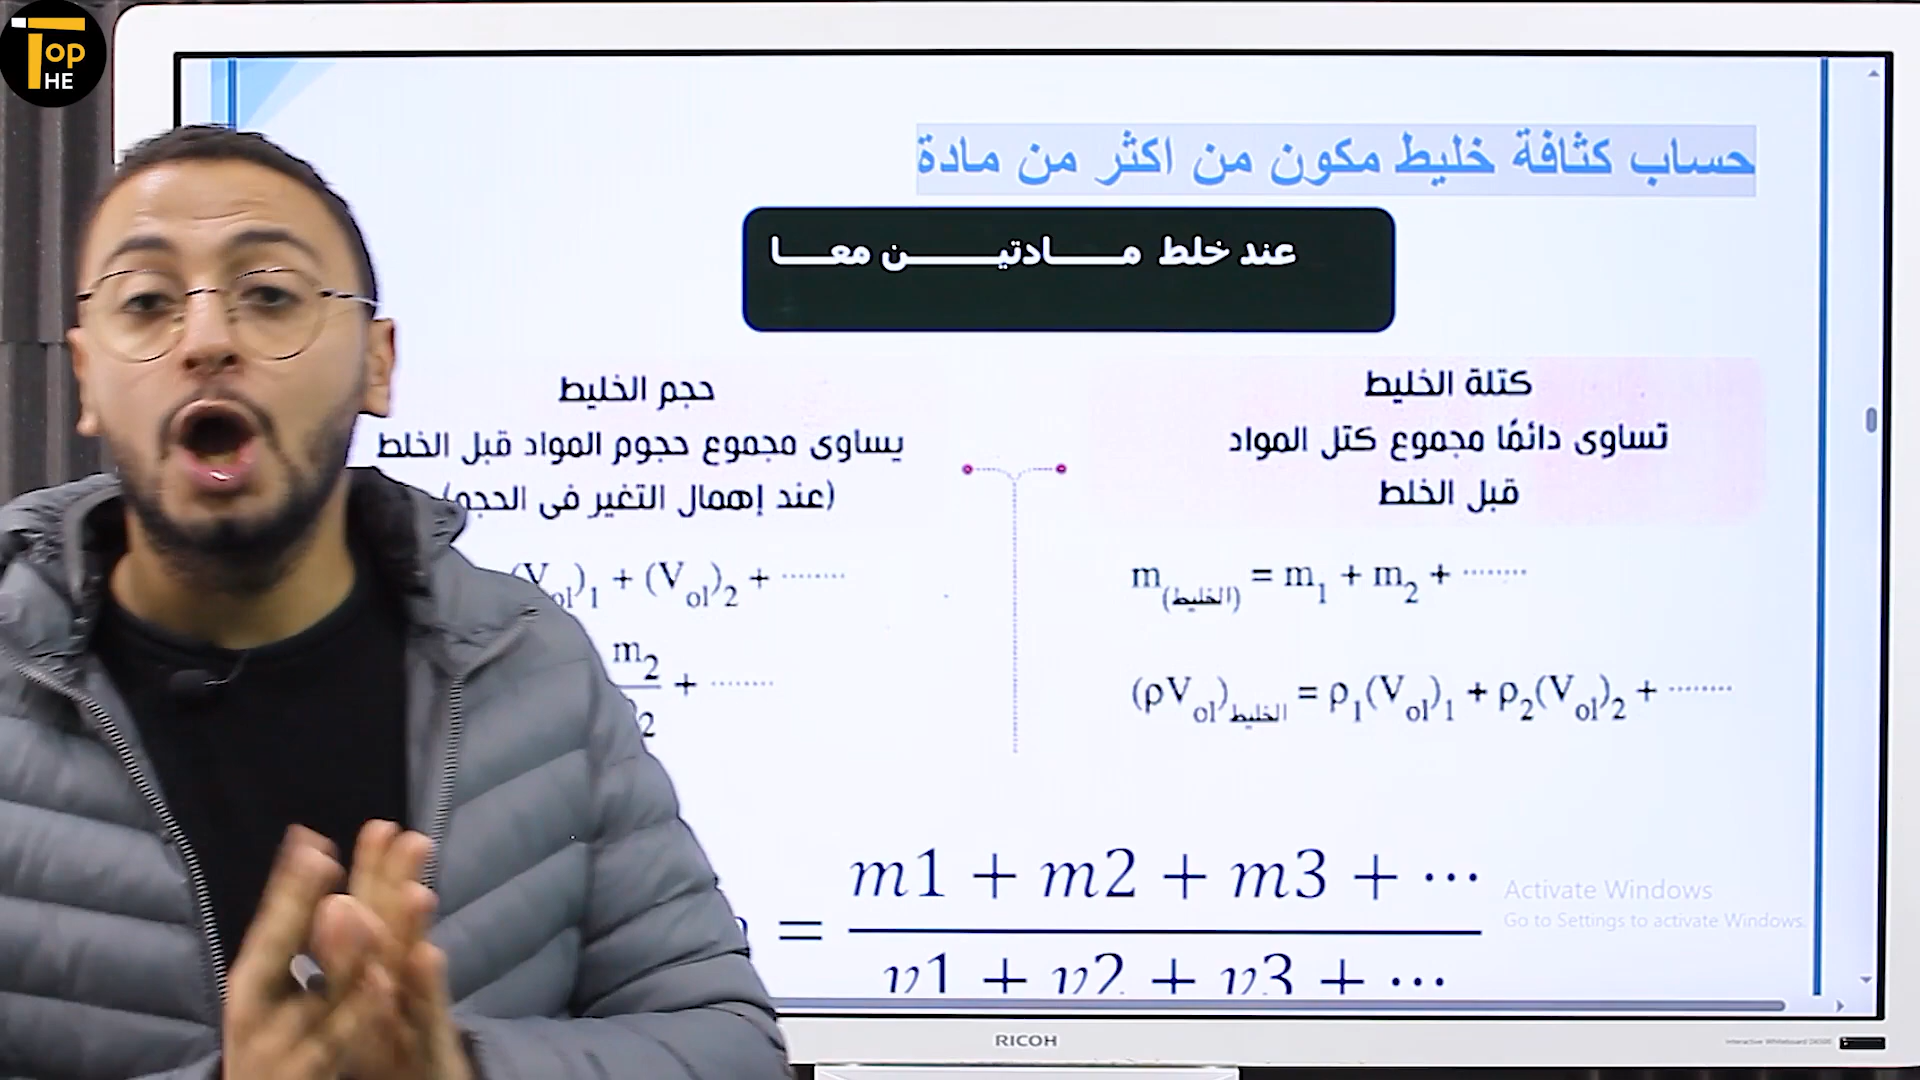 Top
THE
حساب كثافة خليط مكون من اكثر من مادة
عند خلط مـــادتيــــــن معـــا
كتلة الخليط
تساوى دائمًا مجموع كتل المواد
قبل الخلط
m(الخليط) = m1 + m2 + ........
(ρVol)الخليط = ρ1(Vol)1 + ρ2(Vol)2 + ........
حجم الخليط
يساوى مجموع حجوم المواد قبل الخلط
(عند إهمال التغير فى الحجم)
(Vol)1 + (Vol)2 + ........
m2
+ ........
2
m1 + m2 + m3 + ⋯
=
v1 + v2 + v3 + ⋯
Activate Windows
Go to Settings to activate Windows.
RICOH